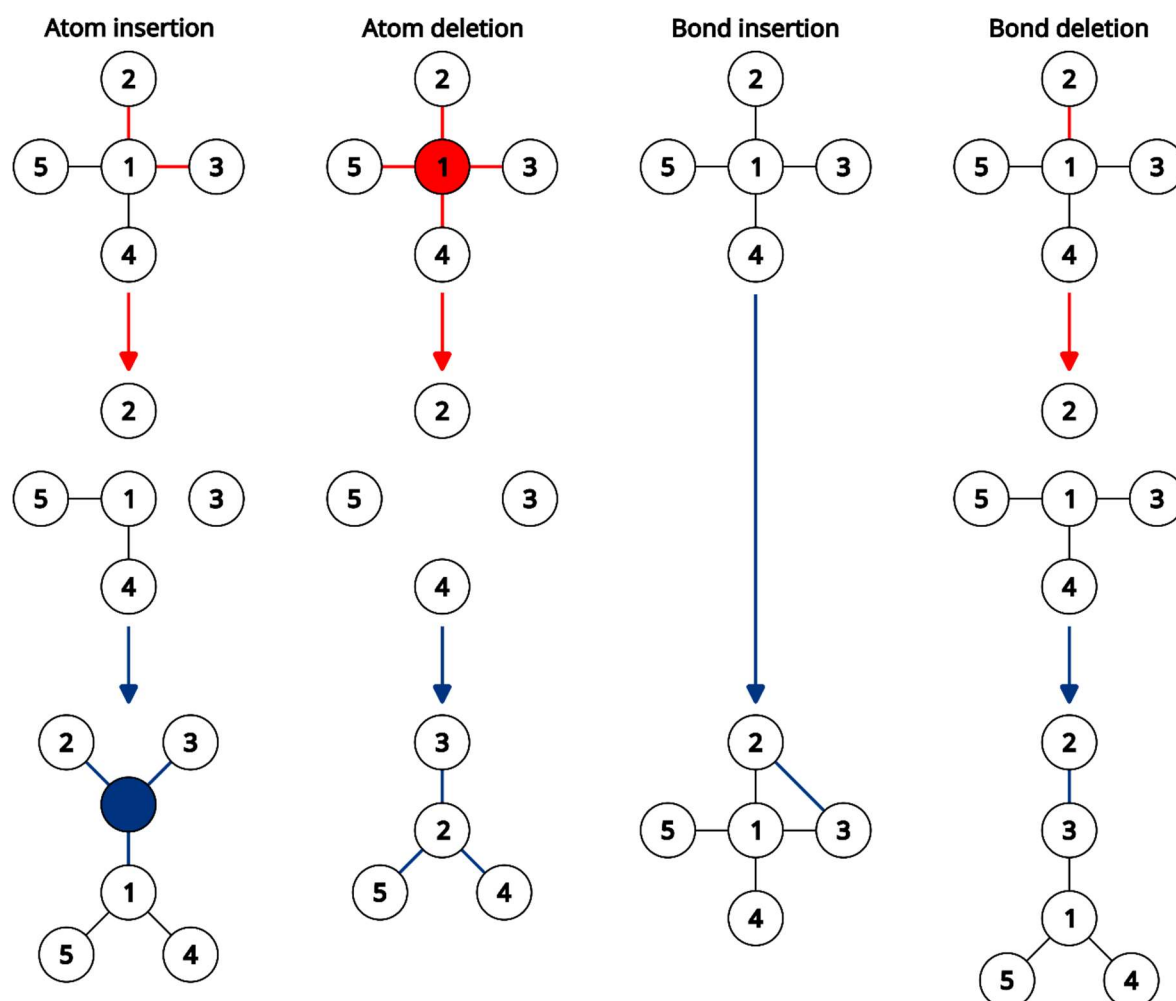 Atom insertion Atom deletion Bond insertion Bond deletion
2 2 2 2
5 1 3 5 1 3 5 1 3 5 1 3
4 4 4 4
2 2 2
5 1 3 5 3 5 1 3
4 4 4
2 3 3 2 2
2 5 1 3 3
1 5 4 4 1
5 4 5 4